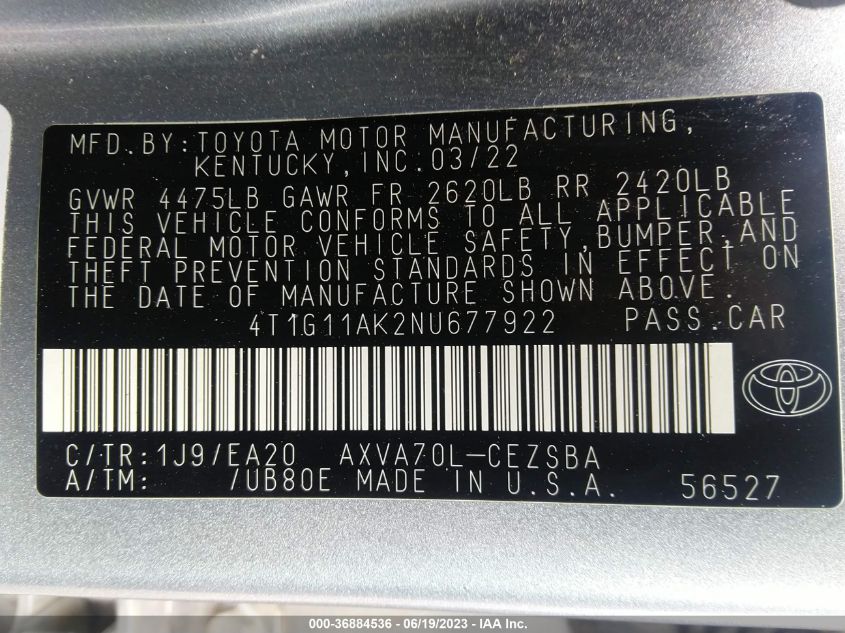 MFD. BY: TOYOTA MOTOR MANUFACTURING,
KENTUCKY, INC. 03/22
GVWR 4475LB GAWR FR 2620LB RR 2420LB
THIS VEHICLE CONFORMS TO ALL APPLICABLE
FEDERAL MOTOR VEHICLE SAFETY, BUMPER, AND
THEFT PREVENTION STANDARDS IN EFFECT ON
THE DATE OF MANUFACTURE SHOWN ABOVE.
4T1G11AK2NU677922 PASS. CAR
C/TR: 1J9/EA20 AXVA70L-CEZSBA
A/TM: /UB80E MADE IN U.S.A. 56527
000-36884536 - 06/19/2023 - IAA Inc.